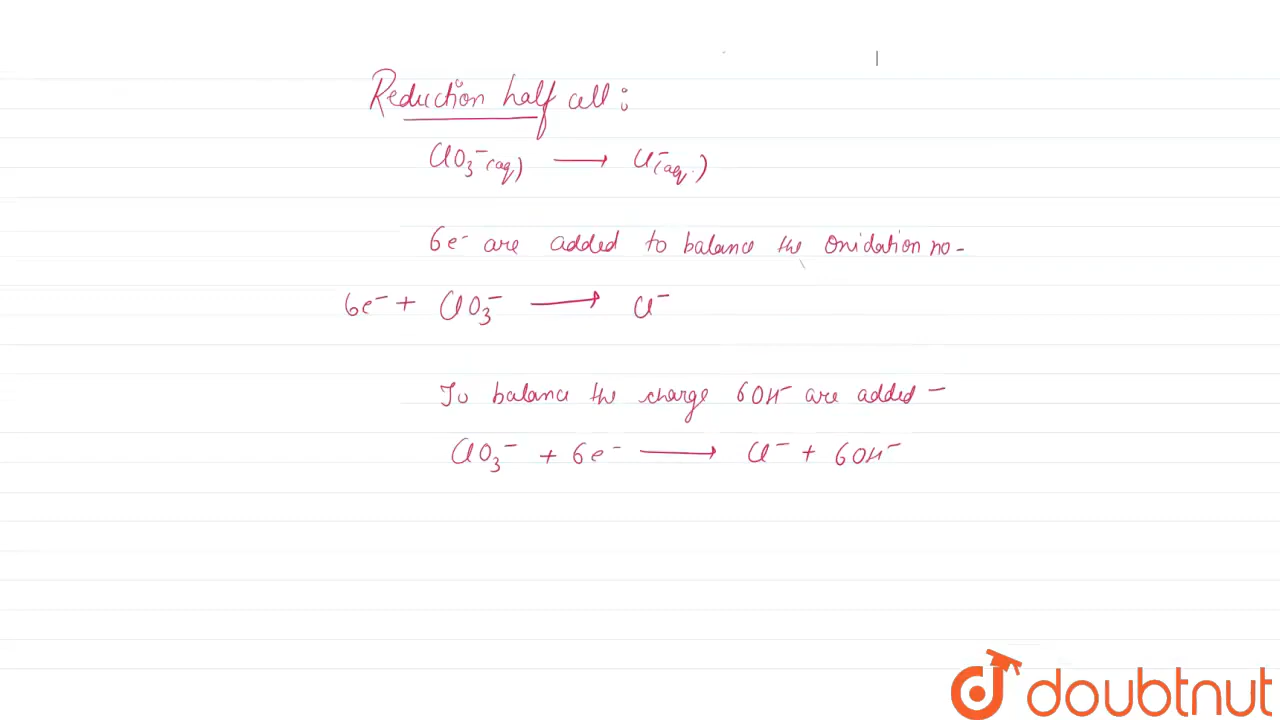 Reduction half cell :
ClO₃⁻(aq) ⟶ Cl⁻(aq.)
6e⁻ are added to balance the oxidation no-
6e⁻ + ClO₃⁻ ⟶ Cl⁻
To balance the charge 6OH⁻ are added -
ClO₃⁻ + 6e⁻ ⟶ Cl⁻ + 6OH⁻
doubtnut